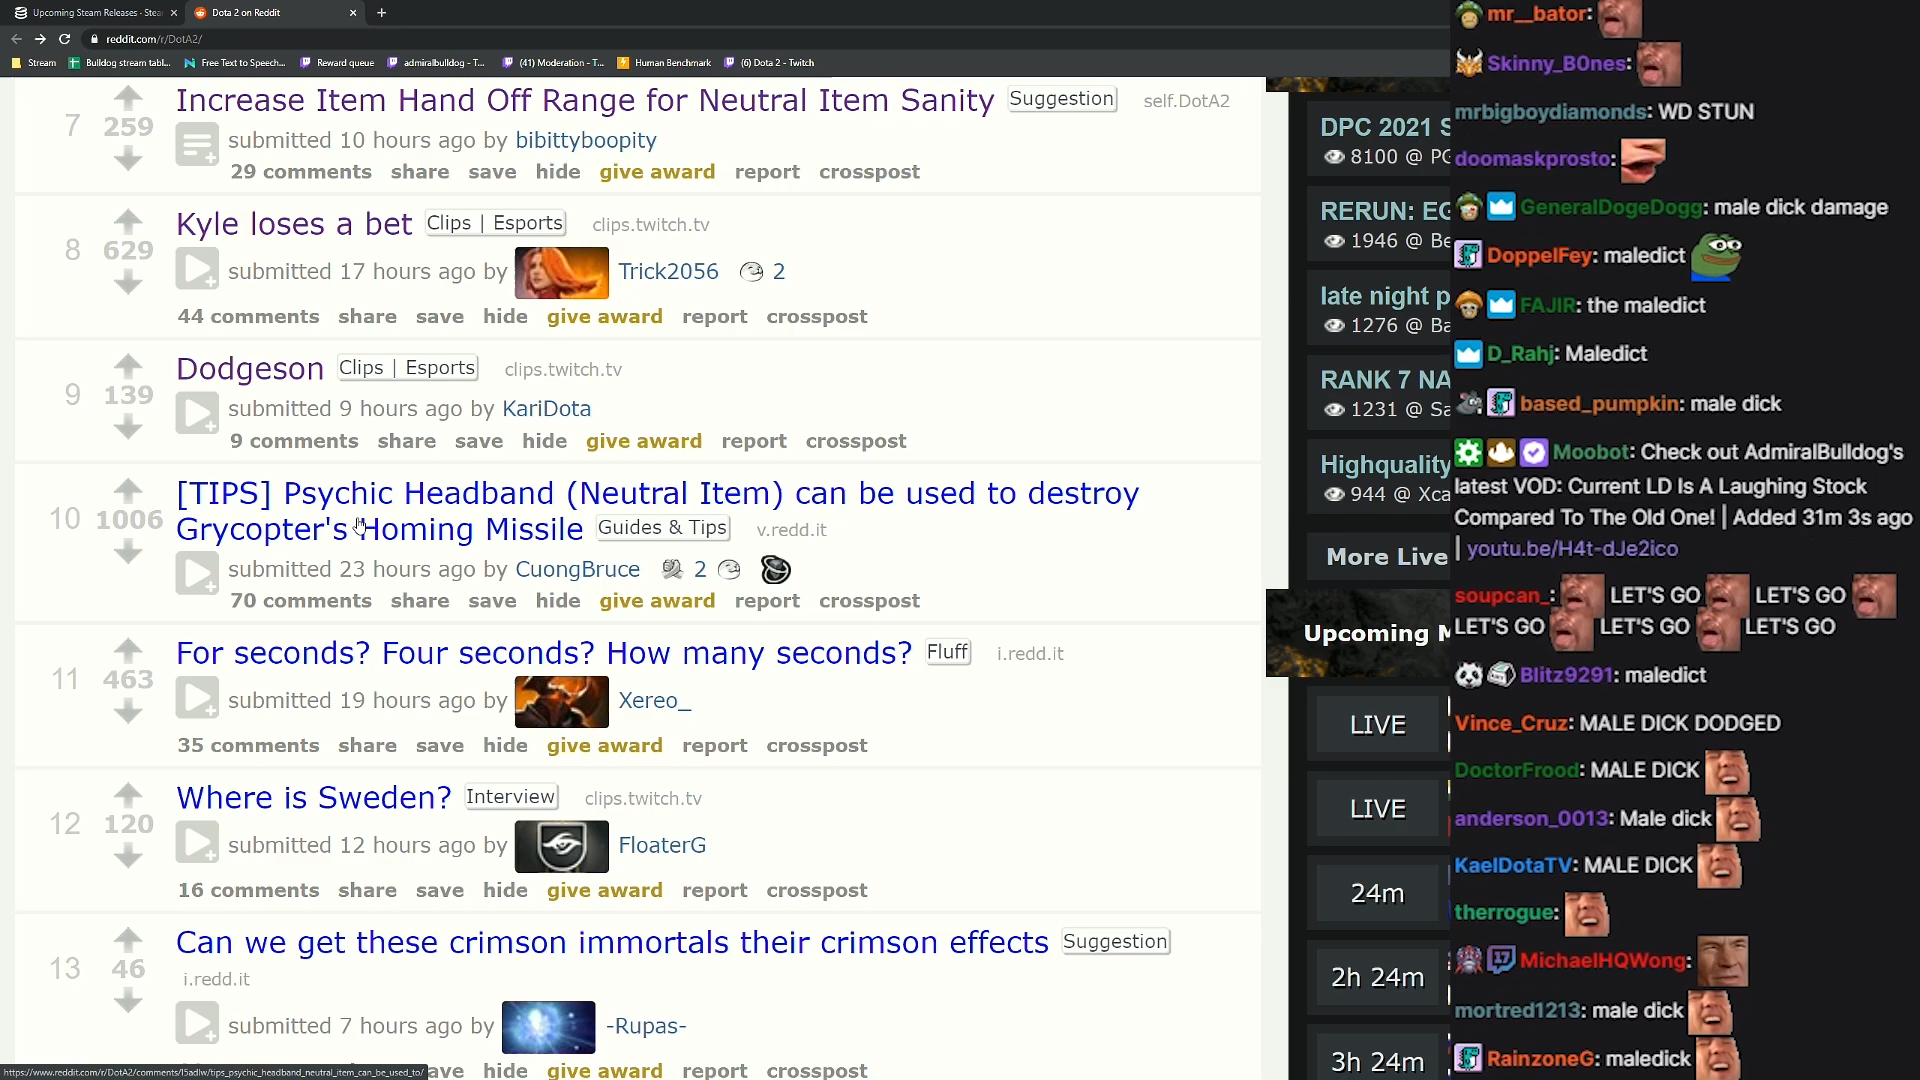 Upcoming Steam Releases - Stea
Dota 2 on Reddit
reddit.com/r/DotA2/
Stream
Bulldog stream tabl...
Free Text to Speech...
Reward queue
admiralbulldog - T...
(41) Moderation - T...
Human Benchmark
(6) Dota 2 - Twitch
7
259
Increase Item Hand Off Range for Neutral Item Sanity Suggestion self.DotA2
submitted 10 hours ago by bibittyboopity
29 comments share save hide give award report crosspost
8
629
Kyle loses a bet Clips | Esports clips.twitch.tv
submitted 17 hours ago by Trick2056 2
44 comments share save hide give award report crosspost
9
139
Dodgeson Clips | Esports clips.twitch.tv
submitted 9 hours ago by KariDota
9 comments share save hide give award report crosspost
10
1006
[TIPS] Psychic Headband (Neutral Item) can be used to destroy
Grycopter's Homing Missile Guides & Tips v.redd.it
submitted 23 hours ago by CuongBruce 2
70 comments share save hide give award report crosspost
11
463
For seconds? Four seconds? How many seconds? Fluff i.redd.it
submitted 19 hours ago by Xereo_
35 comments share save hide give award report crosspost
12
120
Where is Sweden? Interview clips.twitch.tv
submitted 12 hours ago by FloaterG
16 comments share save hide give award report crosspost
13
46
Can we get these crimson immortals their crimson effects Suggestion
i.redd.it
submitted 7 hours ago by -Rupas-
ave hide give award report crosspost
https://www.reddit.com/r/DotA2/comments/l5adlw/tips_psychic_headband_neutral_item_can_be_used_to/
DPC 2021 S
8100 @ PG
RERUN: EG
1946 @ Be
late night p
1276 @ Ba
RANK 7 NA
1231 @ Sa
Highquality
944 @ Xca
More Live
Upcoming M
LIVE
LIVE
24m
2h 24m
3h 24m
mr__bator:
Skinny_B0nes:
mrbigboydiamonds: WD STUN
doomaskprosto:
GeneralDogeDogg: male dick damage
DoppelFey: maledict
FAJIR: the maledict
D_Rahj: Maledict
based_pumpkin: male dick
Moobot: Check out AdmiralBulldog's
latest VOD: Current LD Is A Laughing Stock
Compared To The Old One! | Added 31m 3s ago
| youtu.be/H4t-dJe2ico
soupcan_: LET'S GO LET'S GO
LET'S GO LET'S GO LET'S GO
Blitz9291: maledict
Vince_Cruz: MALE DICK DODGED
DoctorFrood: MALE DICK
anderson_0013: Male dick
KaelDotaTV: MALE DICK
therrogue:
MichaelHQWong:
mortred1213: male dick
RainzoneG: maledick